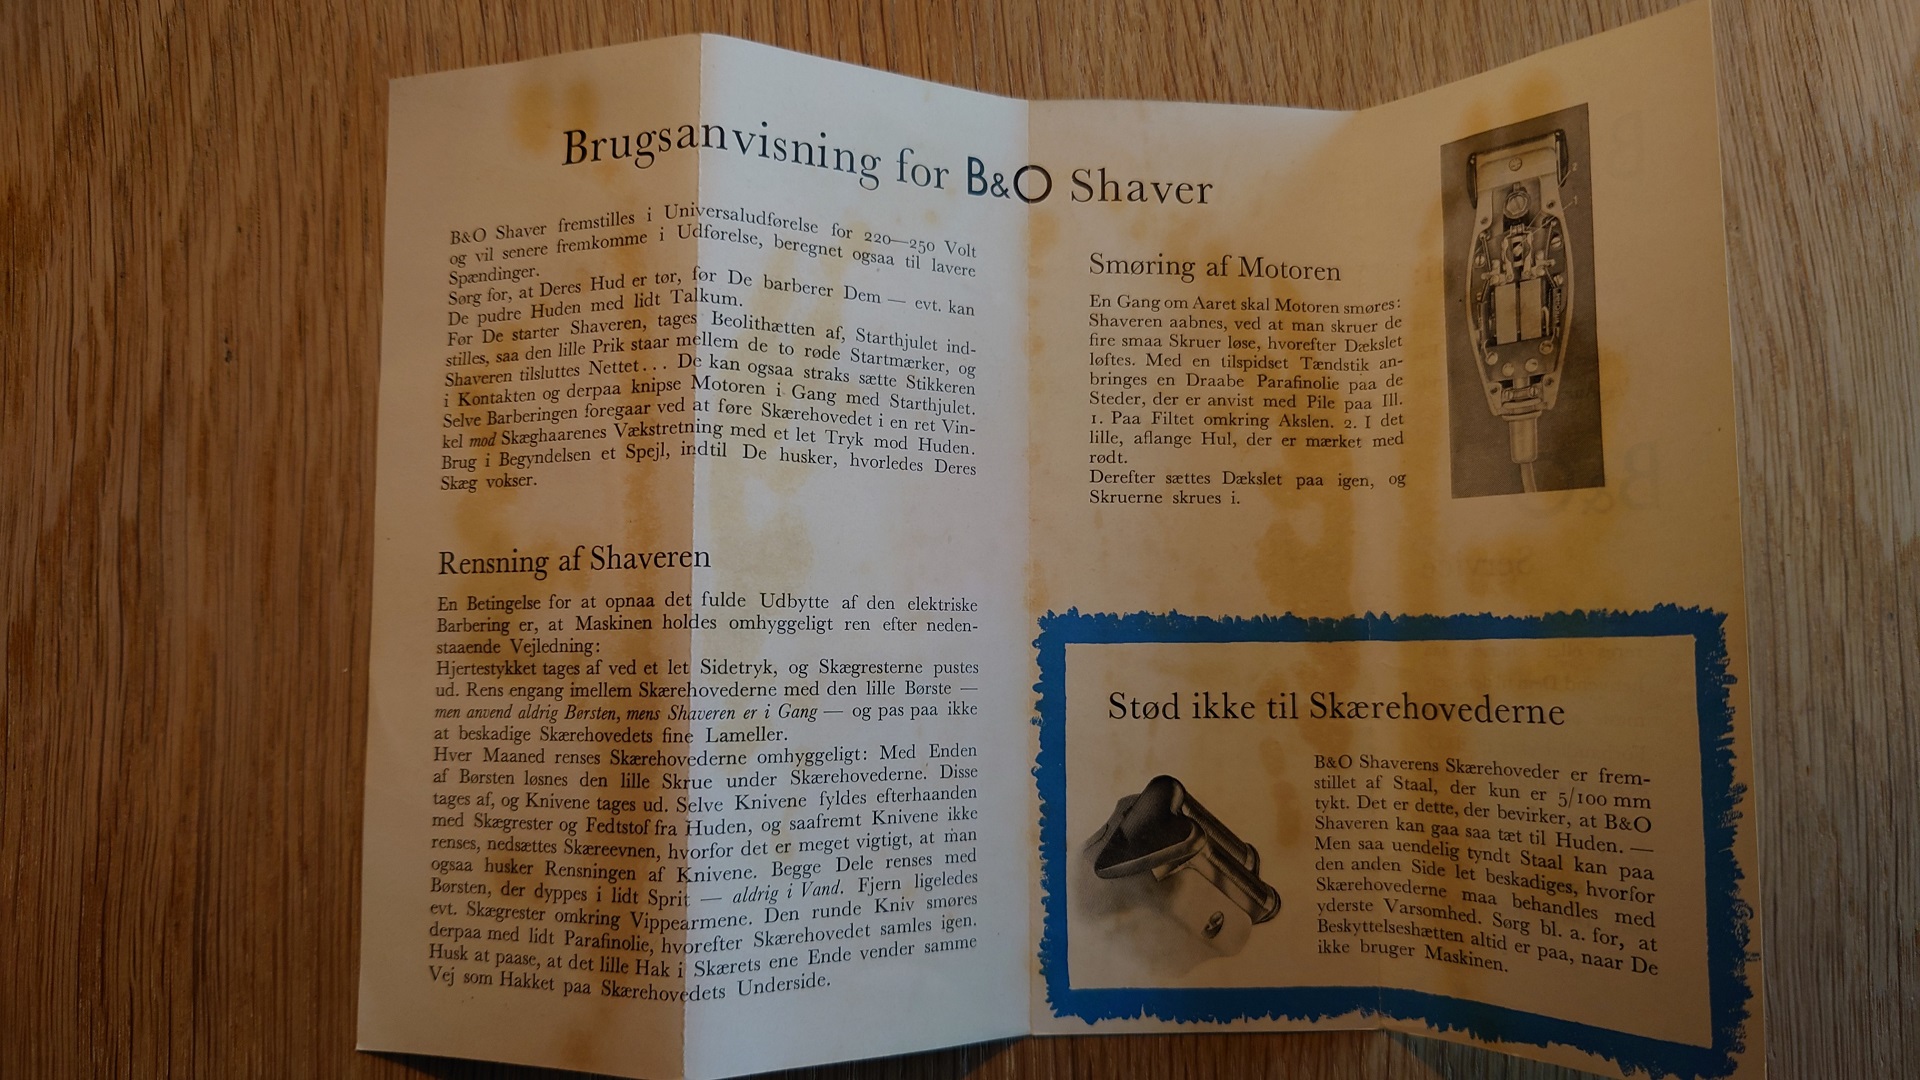 Brugsanvisning for B&O Shaver
B&O Shaver fremstilles i Universaludførelse for 220—250 Volt
og vil senere fremkomme i Udførelse, beregnet ogsaa til lavere
Spændinger.
Sørg for, at Deres Hud er tør, før De barberer Dem — evt. kan
De pudre Huden med lidt Talkum.
Før De starter Shaveren, tages Beolithætten af, Starthjulet ind-
stilles, saa den lille Prik staar mellem de to røde Startmærker, og
Shaveren tilsluttes Nettet... De kan ogsaa straks sætte Stikkeren
i Kontakten og derpaa knipse Motoren i Gang med Starthjulet.
Selve Barberingen foregaar ved at føre Skærehovedet i en ret Vin-
kel mod Skæghaarenes Vækstretning med et let Tryk mod Huden.
Brug i Begyndelsen et Spejl, indtil De husker, hvorledes Deres
Skæg vokser.
Rensning af Shaveren
En Betingelse for at opnaa det fulde Udbytte af den elektriske
Barbering er, at Maskinen holdes omhyggeligt ren efter neden-
staaende Vejledning:
Hjertestykket tages af ved et let Sidetryk, og Skægresterne pustes
ud. Rens engang imellem Skærehovederne med den lille Børste —
men anvend aldrig Børsten, mens Shaveren er i Gang — og pas paa ikke
at beskadige Skærehovedets fine Lameller.
Hver Maaned renses Skærehovederne omhyggeligt: Med Enden
af Børsten løsnes den lille Skrue under Skærehovederne. Disse
tages af, og Knivene tages ud. Selve Knivene fyldes efterhaanden
med Skægrester og Fedtstof fra Huden, og saafremt Knivene ikke
renses, nedsættes Skæreevnen, hvorfor det er meget vigtigt, at man
ogsaa husker Rensningen af Knivene. Begge Dele renses med
Børsten, der dyppes i lidt Sprit — aldrig i Vand. Fjern ligeledes
evt. Skægrester omkring Vippearmene. Den runde Kniv smøres
derpaa med lidt Parafinolie, hvorefter Skærehovedet samles igen.
Husk at paase, at det lille Hak i Skærets ene Ende vender samme
Vej som Hakket paa Skærehovedets Underside.
Smøring af Motoren
En Gang om Aaret skal Motoren smøres:
Shaveren aabnes, ved at man skruer de
fire smaa Skruer løse, hvorefter Dækslet
løftes. Med en tilspidset Tændstik an-
bringes en Draabe Parafinolie paa de
Steder, der er anvist med Pile paa Ill.
1. Paa Filtet omkring Akslen. 2. I det
lille, aflange Hul, der er mærket med
rødt.
Derefter sættes Dækslet paa igen, og
Skruerne skrues i.
Stød ikke til Skærehovederne
B&O Shaverens Skærehoveder er frem-
stillet af Staal, der kun er 5/100 mm
tykt. Det er dette, der bevirker, at B&O
Shaveren kan gaa saa tæt til Huden. —
Men saa uendelig tyndt Staal kan paa
den anden Side let beskadiges, hvorfor
Skærehovederne maa behandles med
yderste Varsomhed. Sørg bl. a. for, at
Beskyttelseshætten altid er paa, naar De
ikke bruger Maskinen.